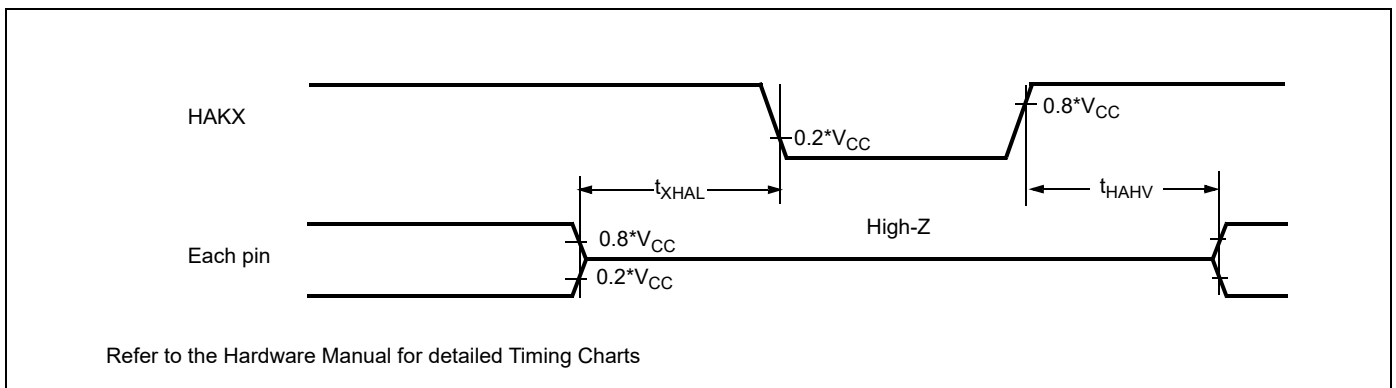 HAKX
0.2*VCC
0.8*VCC
tXHAL
tHAHV
High-Z
Each pin
0.8*VCC
0.2*VCC
Refer to the Hardware Manual for detailed Timing Charts